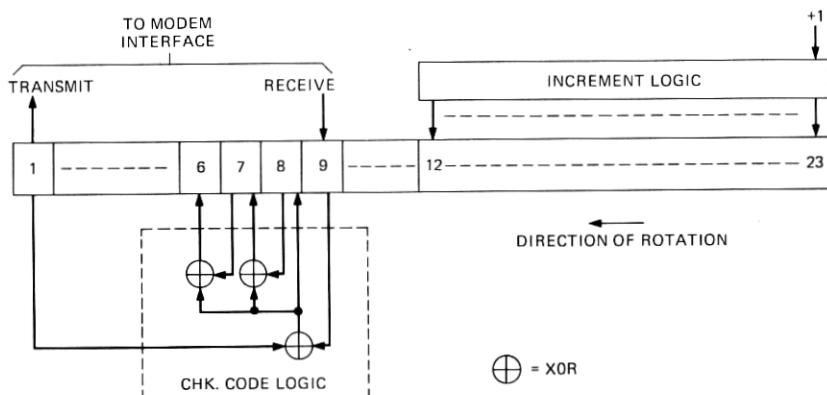 TO MODEM
INTERFACE
+1
TRANSMIT
RECEIVE
INCREMENT LOGIC
1
6
7
8
9
12
23
DIRECTION OF ROTATION
= XOR
CHK. CODE LOGIC